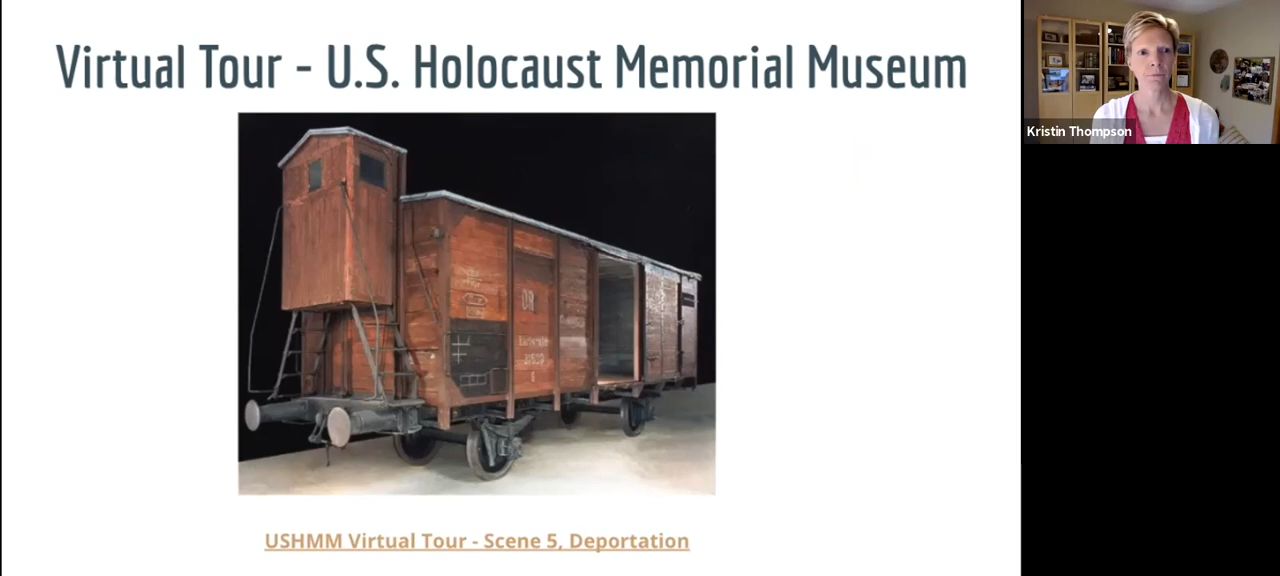 Virtual Tour - U.S. Holocaust Memorial Museum
Kristin Thompson
USHMM Virtual Tour - Scene 5, Deportation